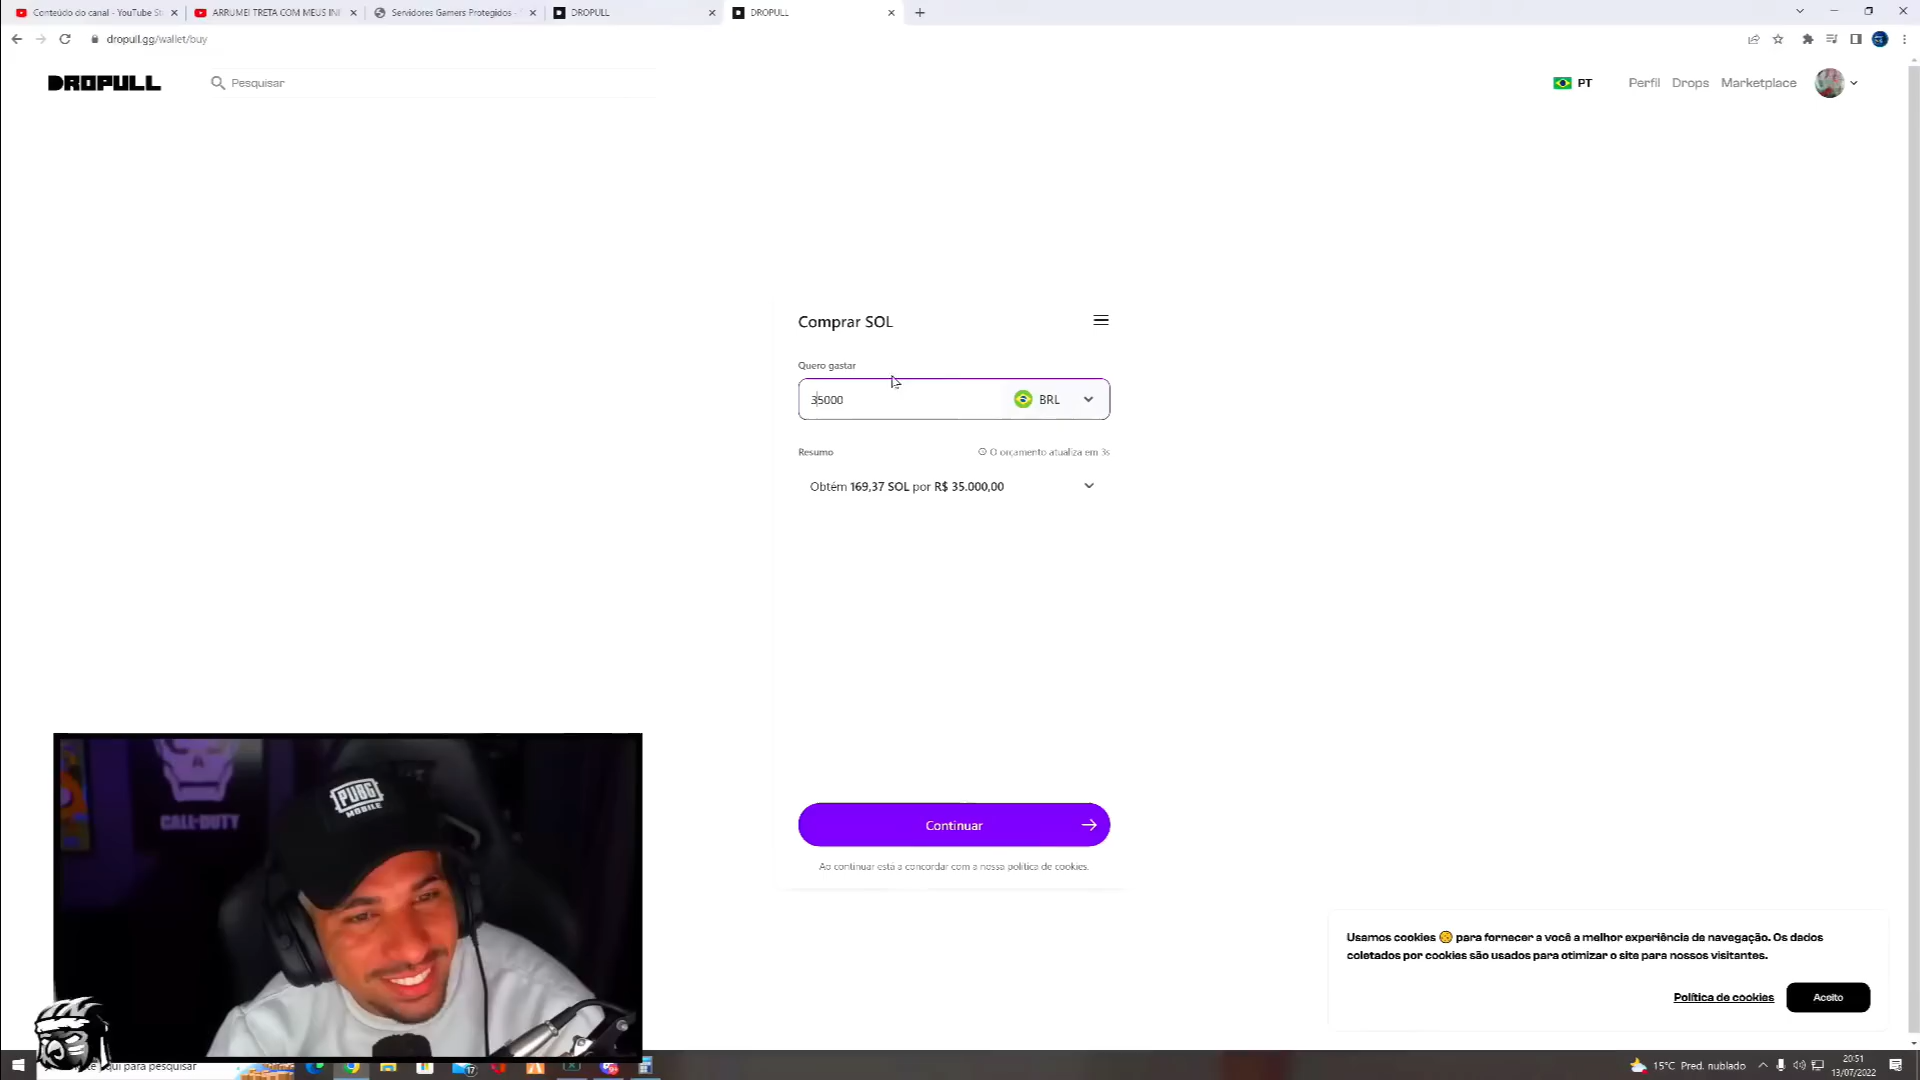 Conteúdo do canal - YouTube St
ARRUMEI TRETA COM MEUS INI
Servidores Gamers Protegidos -
DROPULL
DROPULL
dropull.gg/wallet/buy
DROPULL
Pesquisar
PT
Perfil
Drops
Marketplace
Comprar SOL
Quero gastar
35000
BRL
Resumo
O orçamento atualiza em 3s
Obtém 169,37 SOL por R$ 35.000,00
Continuar
Ao continuar está a concordar com a nossa política de cookies.
CALL·DUTY
PUBG
MOBILE
Usamos cookies para fornecer a você a melhor experiência de navegação. Os dados
coletados por cookies são usados para otimizar o site para nossos visitantes.
Política de cookies
Aceito
qui para pesquisar
17
15°C Pred. nublado
20:51
13/07/2022